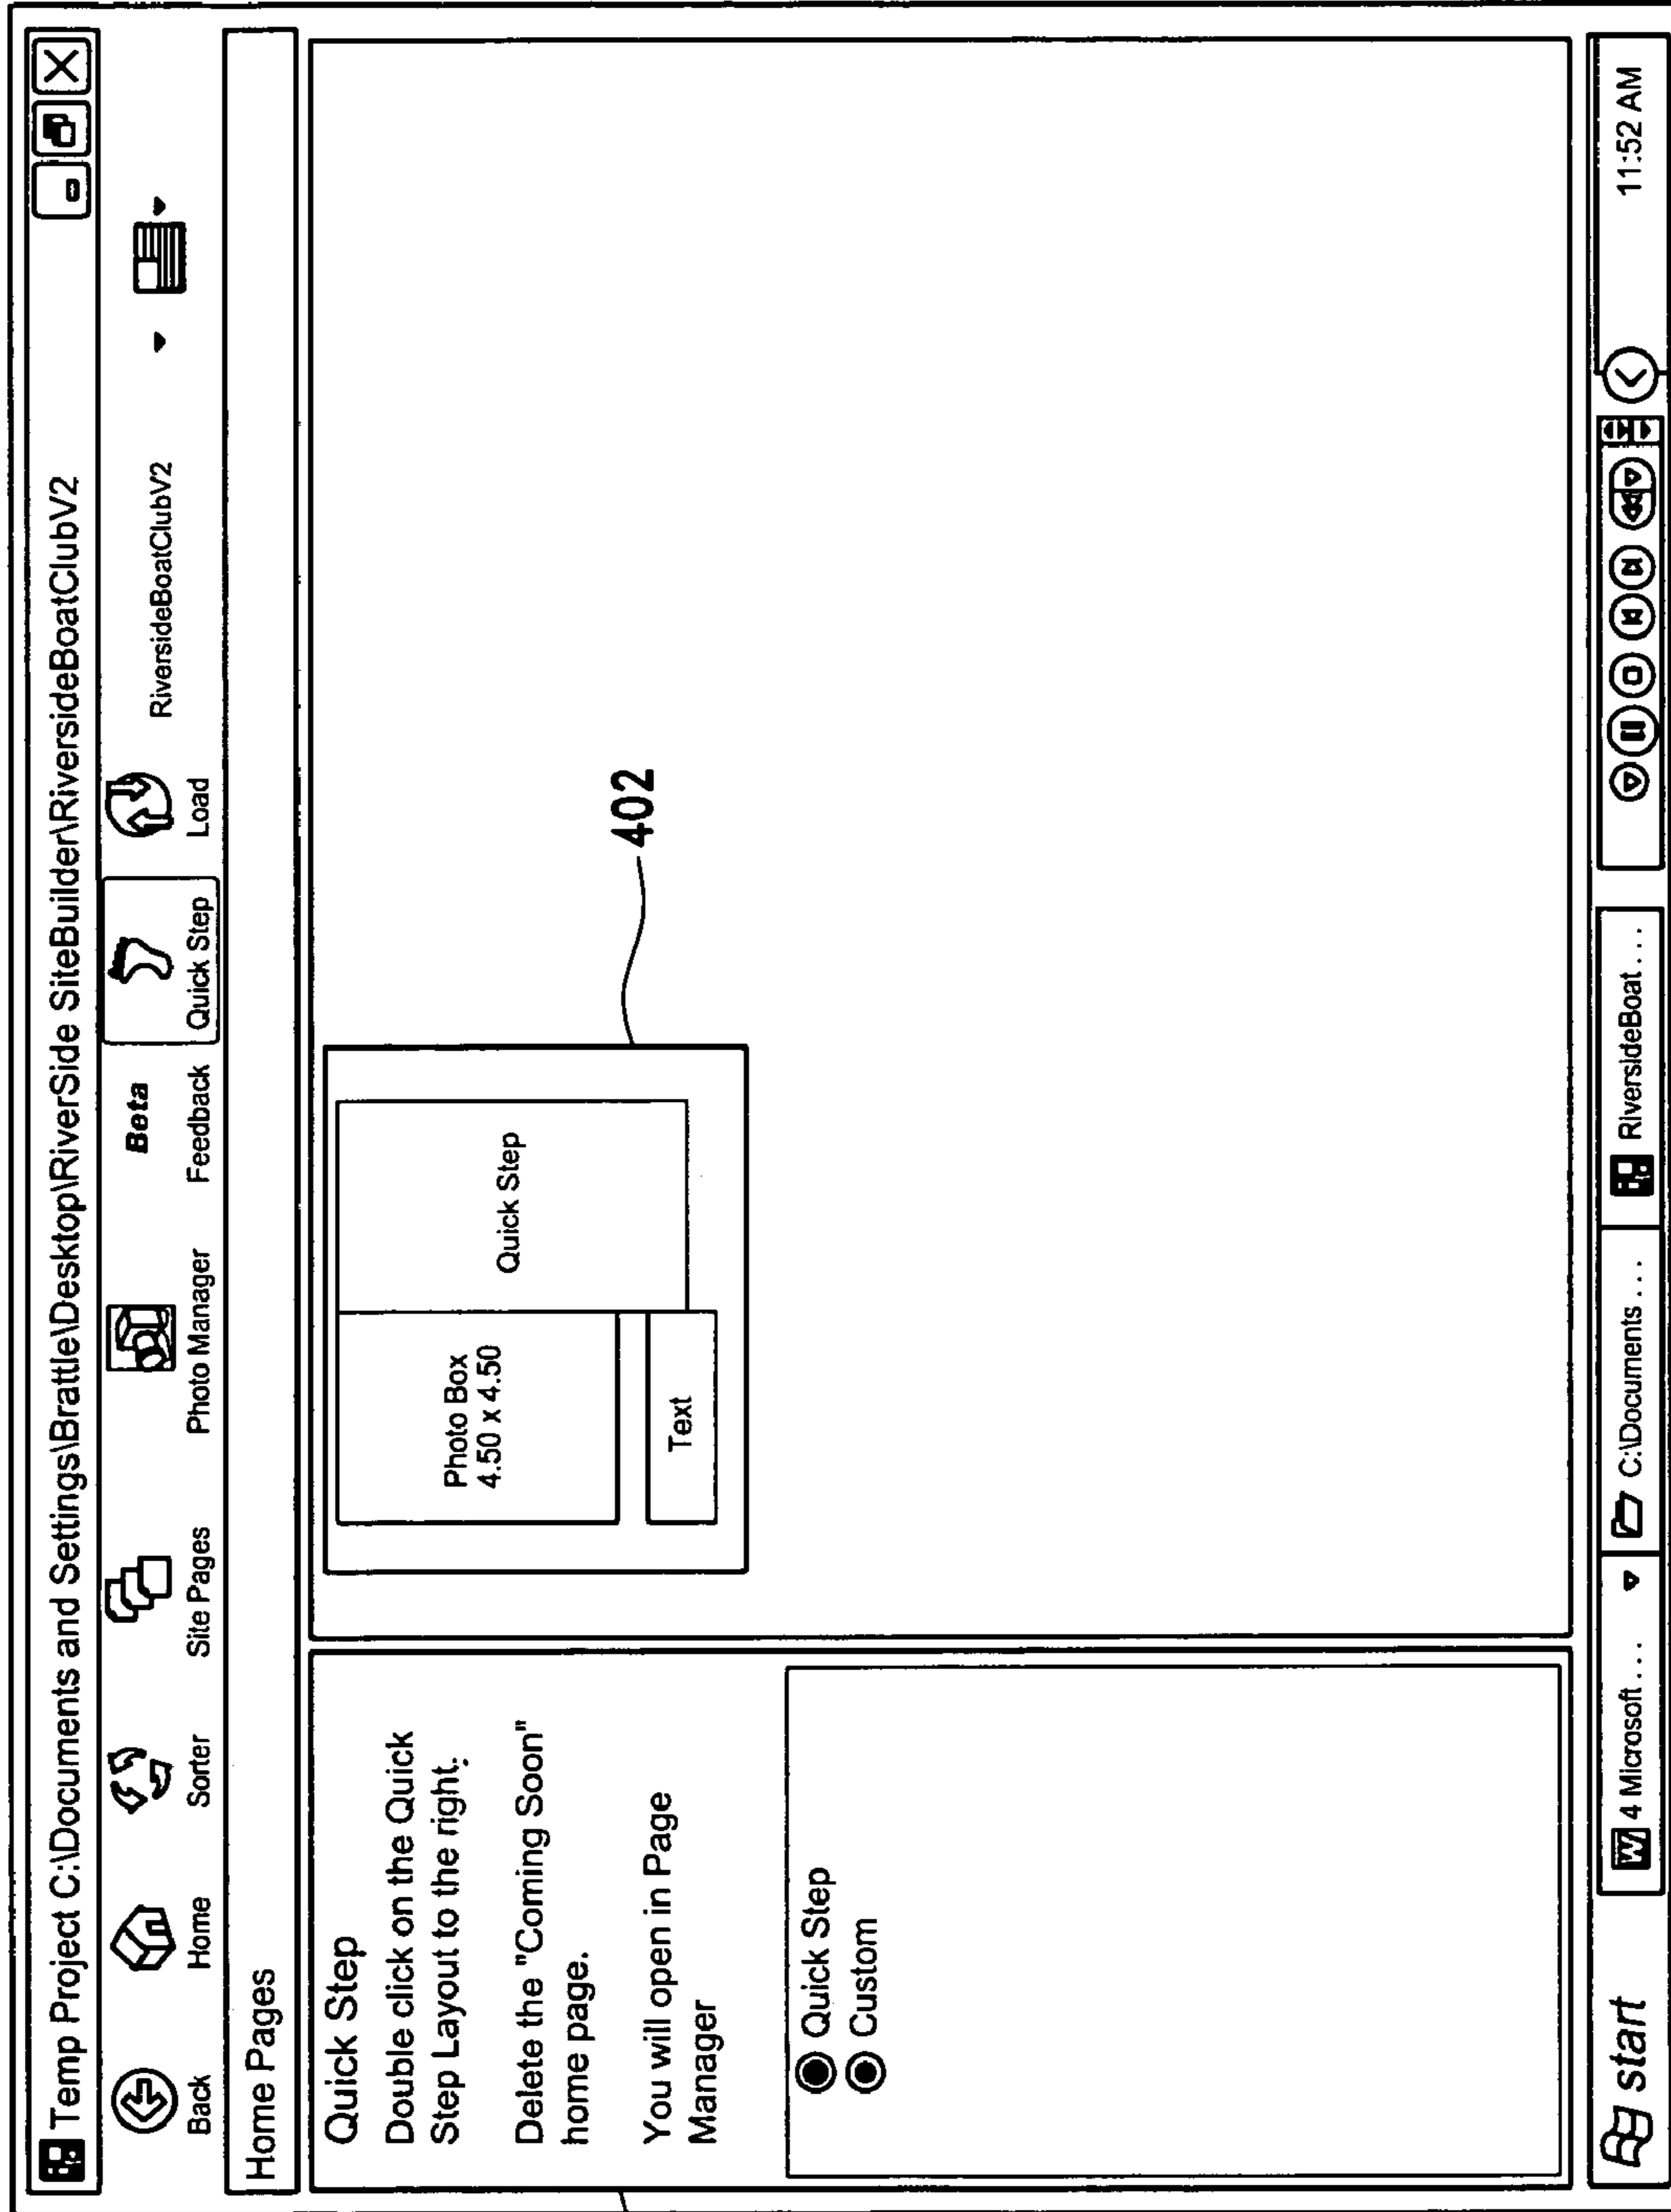 Temp Project C:\Documents and Settings\Brattle\Desktop\RiverSide SiteBuilder\RiversideBoatClubV2
Back
Home
Sorter
Site Pages
Photo Manager
Beta
Feedback
Quick Step
Load
RiversideBoatClubV2
Home Pages
Quick Step
Double click on the Quick
Step Layout to the right.
Delete the "Coming Soon"
home page.
You will open in Page
Manager
Quick Step
Custom
Photo Box
4.50 x 4.50
Quick Step
Text
402
start
W 4 Microsoft . . .
C:\Documents . . .
RiversideBoat . . .
11:52 AM